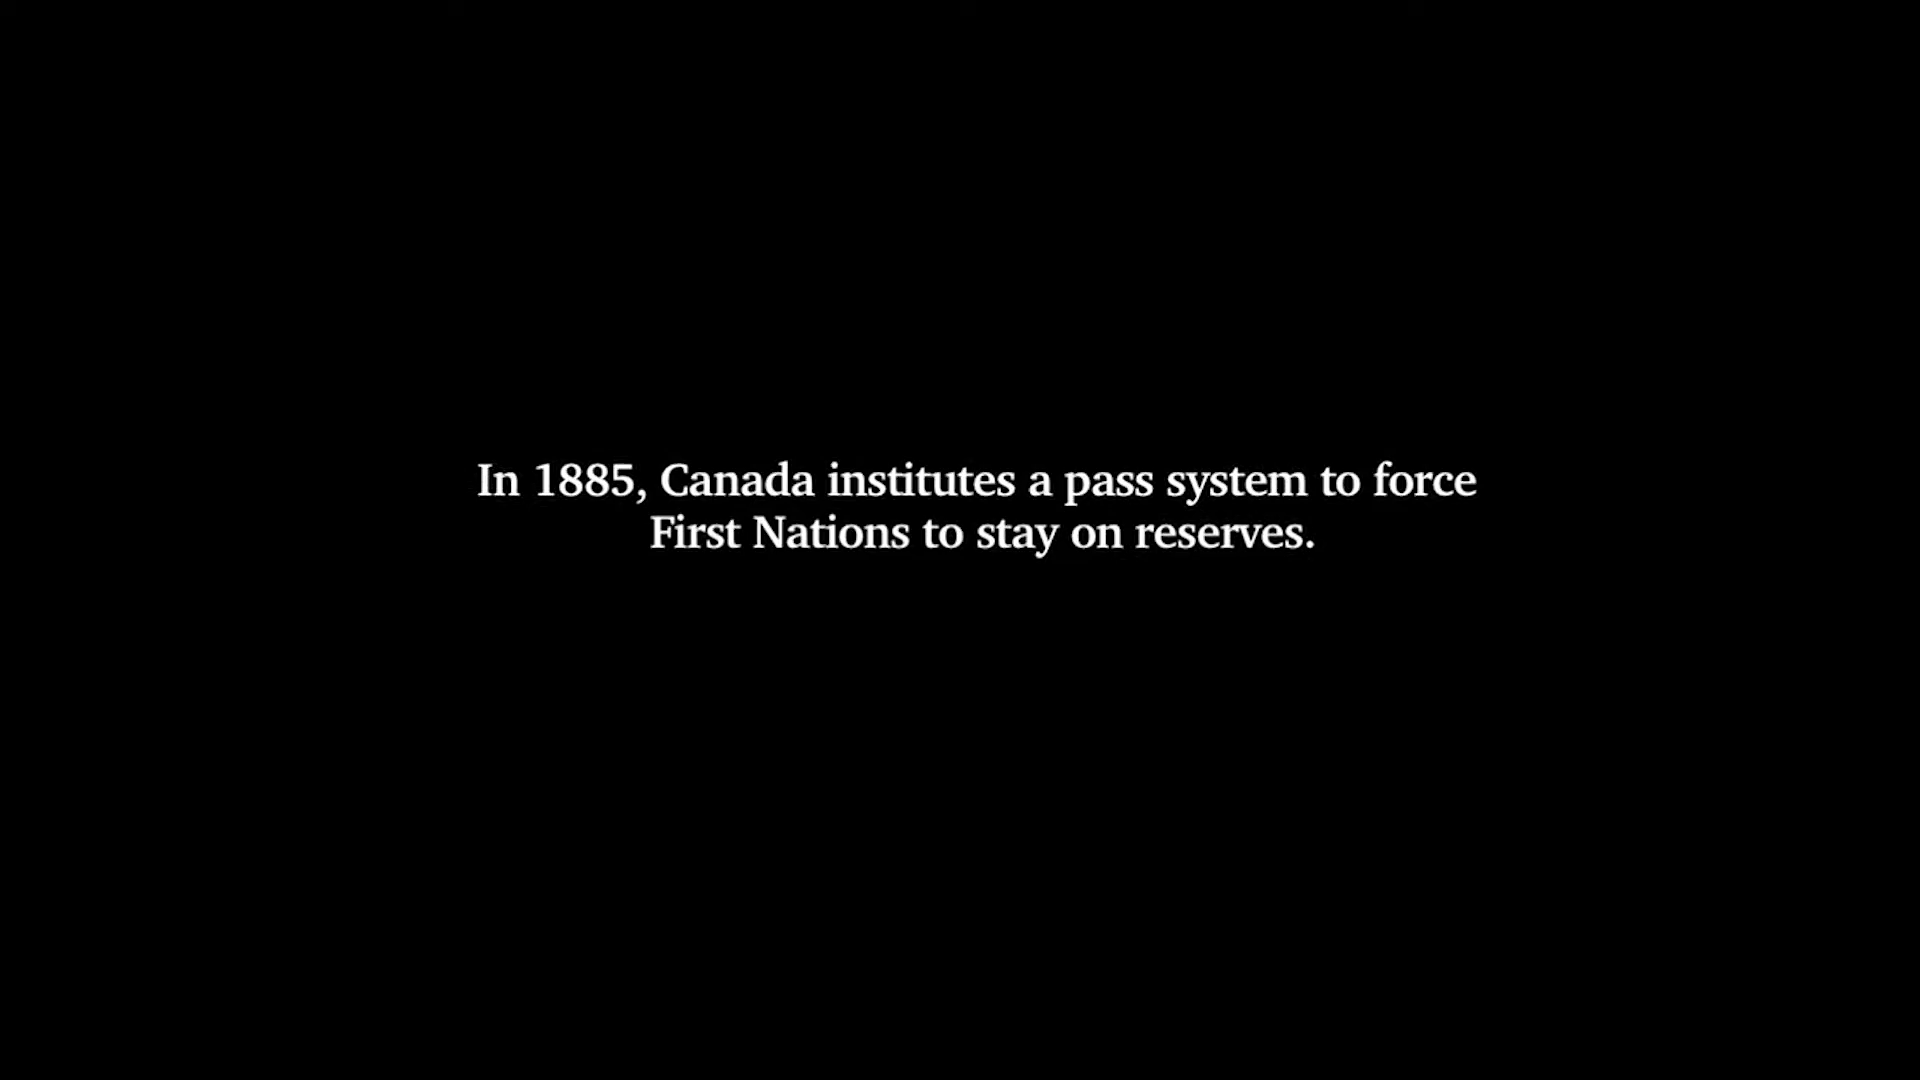 In 1885, Canada institutes a pass system to force
First Nations to stay on reserves.